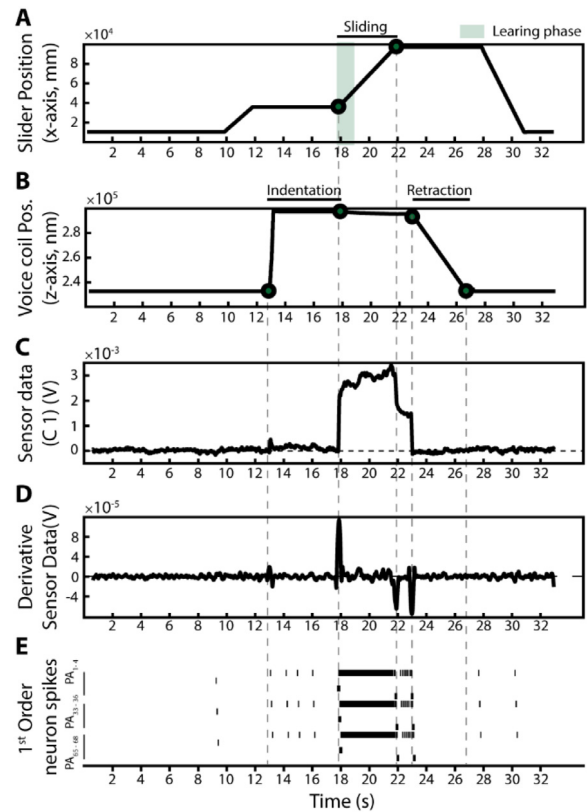 A
Sliding
Learing phase
×10⁴
8
6
4
2
Slider Position
(x-axis, mm)
2 4 6 8 10 12 14 16 18 20 22 24 26 28 30 32
B
Indentation
Retraction
×10⁵
2.8
2.6
2.4
Voice coil Pos.
(z-axis, nm)
2 4 6 8 10 12 14 16 18 20 22 24 26 28 30 32
C
×10⁻³
3
2
1
0
Sensor data
(C 1) (V)
2 4 6 8 10 12 14 16 18 20 22 24 26 28 30 32
D
×10⁻⁵
8
4
0
-4
Derivative
Sensor Data(V)
2 4 6 8 10 12 14 16 18 20 22 24 26 28 30 32
E
1st Order
neuron spikes
PA1-4
PA33-36
PA65-68
2 4 6 8 10 12 14 16 18 20 22 24 26 28 30 32
Time (s)